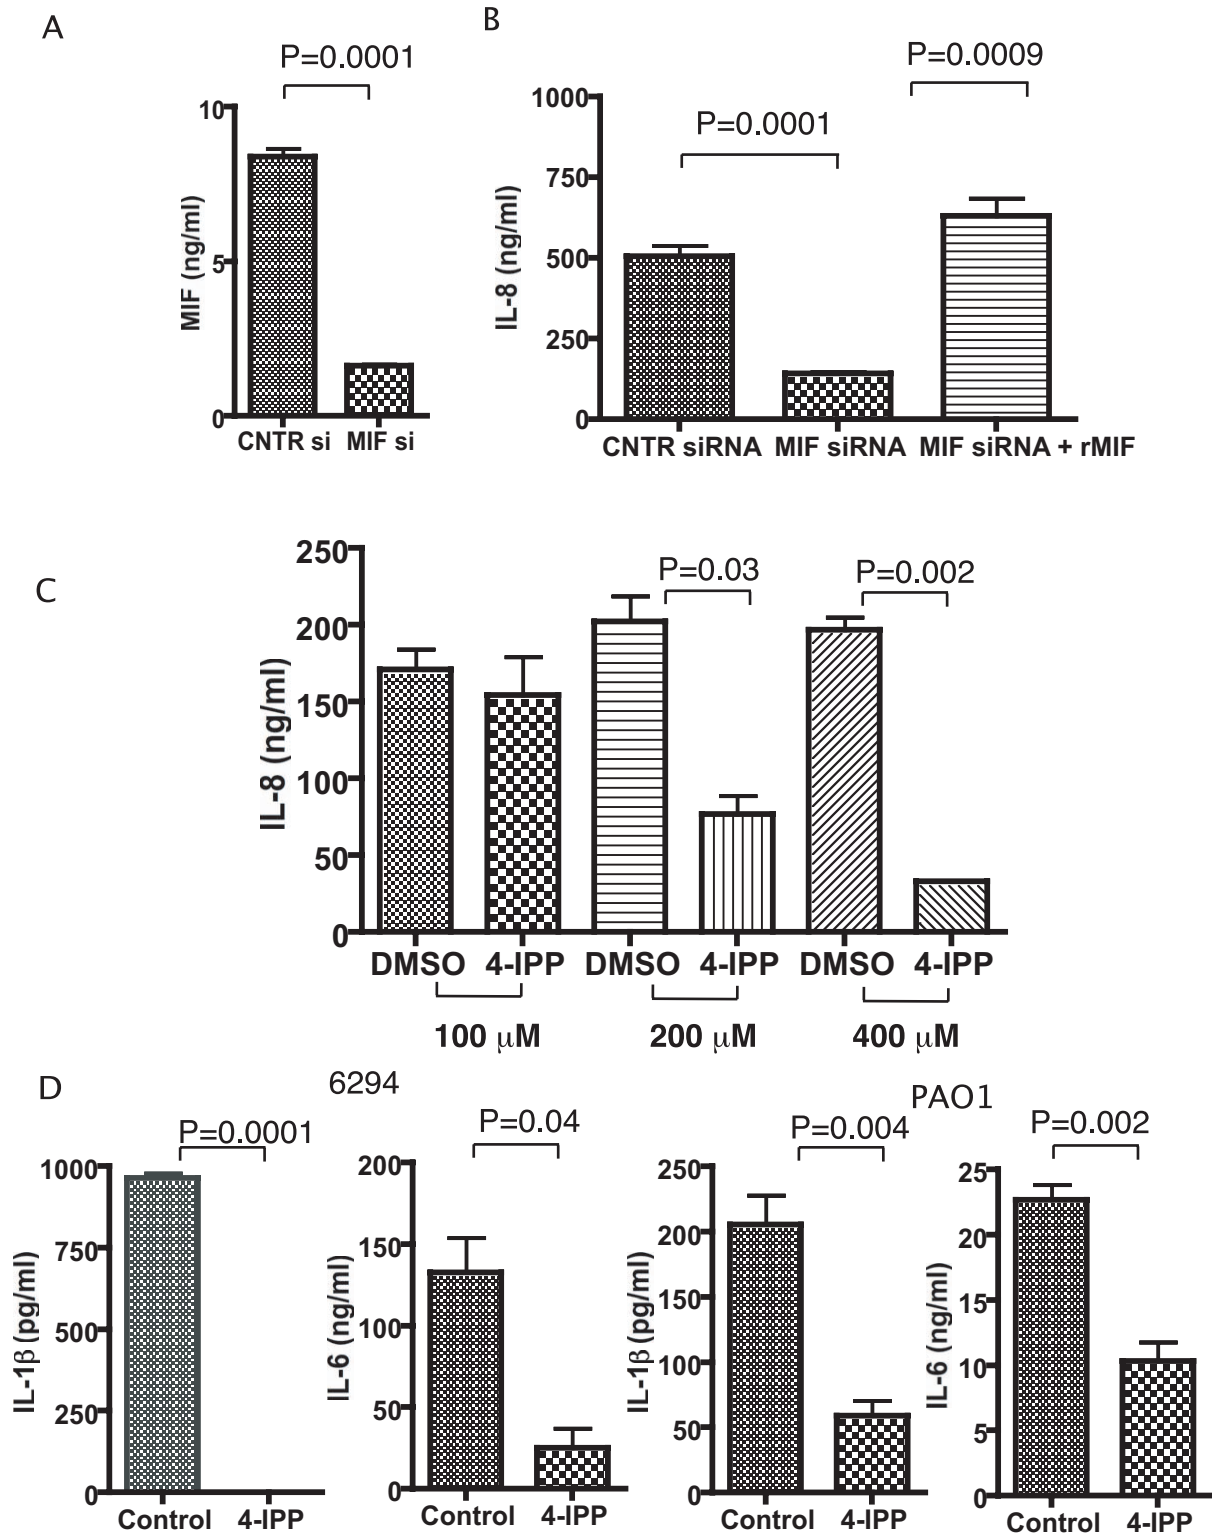 A
P=0.0001
MIF (ng/ml)
10
5
0
CNTR si
MIF si
B
P=0.0001
P=0.0009
IL-8 (ng/ml)
1000
750
500
250
0
CNTR siRNA
MIF siRNA
MIF siRNA + rMIF
C
P=0.03
P=0.002
IL-8 (ng/ml)
250
200
150
100
50
0
DMSO
4-IPP
DMSO
4-IPP
DMSO
4-IPP
100 μM
200 μM
400 μM
D
6294
P=0.0001
IL-1β (pg/ml)
1000
750
500
250
0
Control
4-IPP
P=0.04
IL-6 (ng/ml)
200
150
100
50
0
Control
4-IPP
PAO1
P=0.004
IL-1β (pg/ml)
250
200
150
100
50
0
Control
4-IPP
P=0.002
IL-6 (ng/ml)
25
20
15
10
5
0
Control
4-IPP